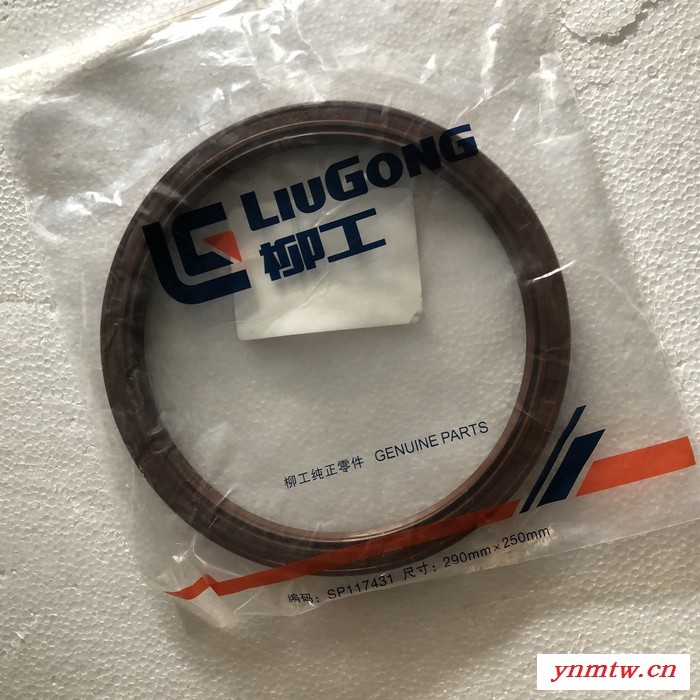 LIUGONG
柳工
柳工纯正零件 GENUINE PARTS
编码：SP117431 尺寸：290mm×250mm
ynmtw.cn